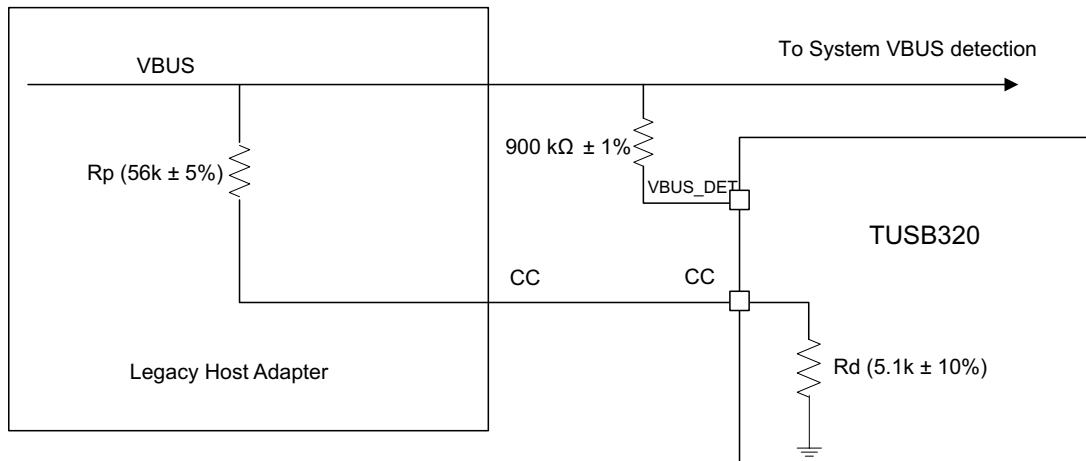 To System VBUS detection
VBUS
900 kΩ ± 1%
Rp (56k ± 5%)
VBUS_DET
TUSB320
CC
CC
Rd (5.1k ± 10%)
Legacy Host Adapter